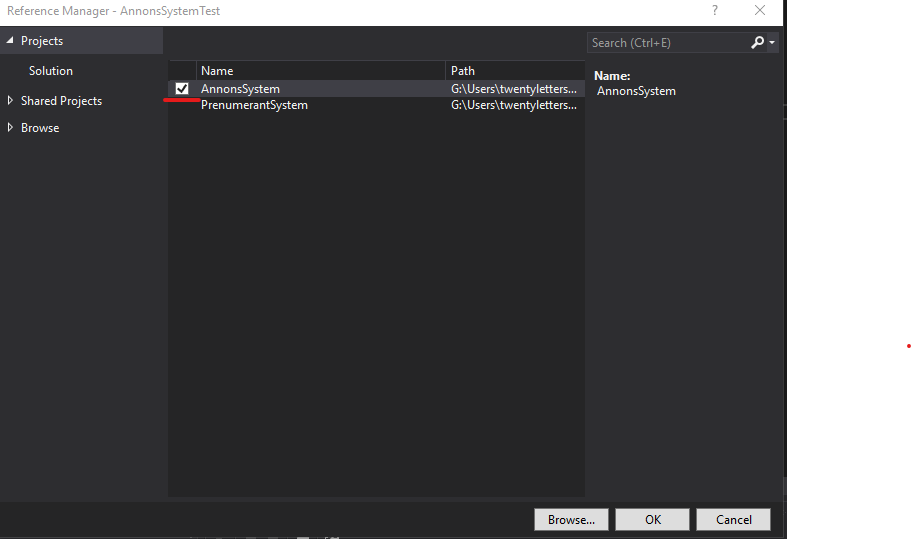 Reference Manager - AnnonsSystemTest ?
Projects
Solution
Shared Projects
Browse
Search (Ctrl+E)
Name Path
AnnonsSystem G:\Users\twentyletters...
PrenumerantSystem G:\Users\twentyletters...
Name:
AnnonsSystem
Browse... OK Cancel